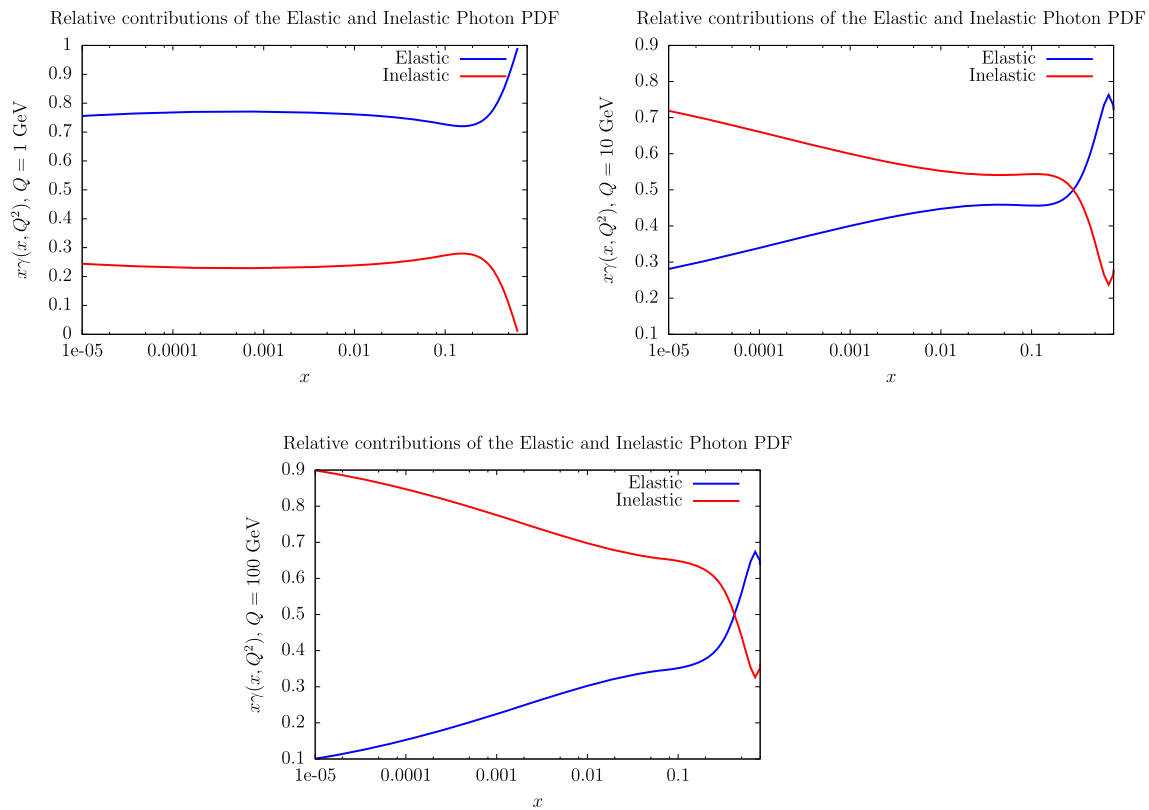 Relative contributions of the Elastic and Inelastic Photon PDF
xγ(x, Q²), Q = 1 GeV
1
0.9
0.8
0.7
0.6
0.5
0.4
0.3
0.2
0.1
0
Elastic
Inelastic
1e-05 0.0001 0.001 0.01 0.1
x
Relative contributions of the Elastic and Inelastic Photon PDF
xγ(x, Q²), Q = 10 GeV
0.9
0.8
0.7
0.6
0.5
0.4
0.3
0.2
0.1
Elastic
Inelastic
1e-05 0.0001 0.001 0.01 0.1
x
Relative contributions of the Elastic and Inelastic Photon PDF
xγ(x, Q²), Q = 100 GeV
0.9
0.8
0.7
0.6
0.5
0.4
0.3
0.2
0.1
Elastic
Inelastic
1e-05 0.0001 0.001 0.01 0.1
x